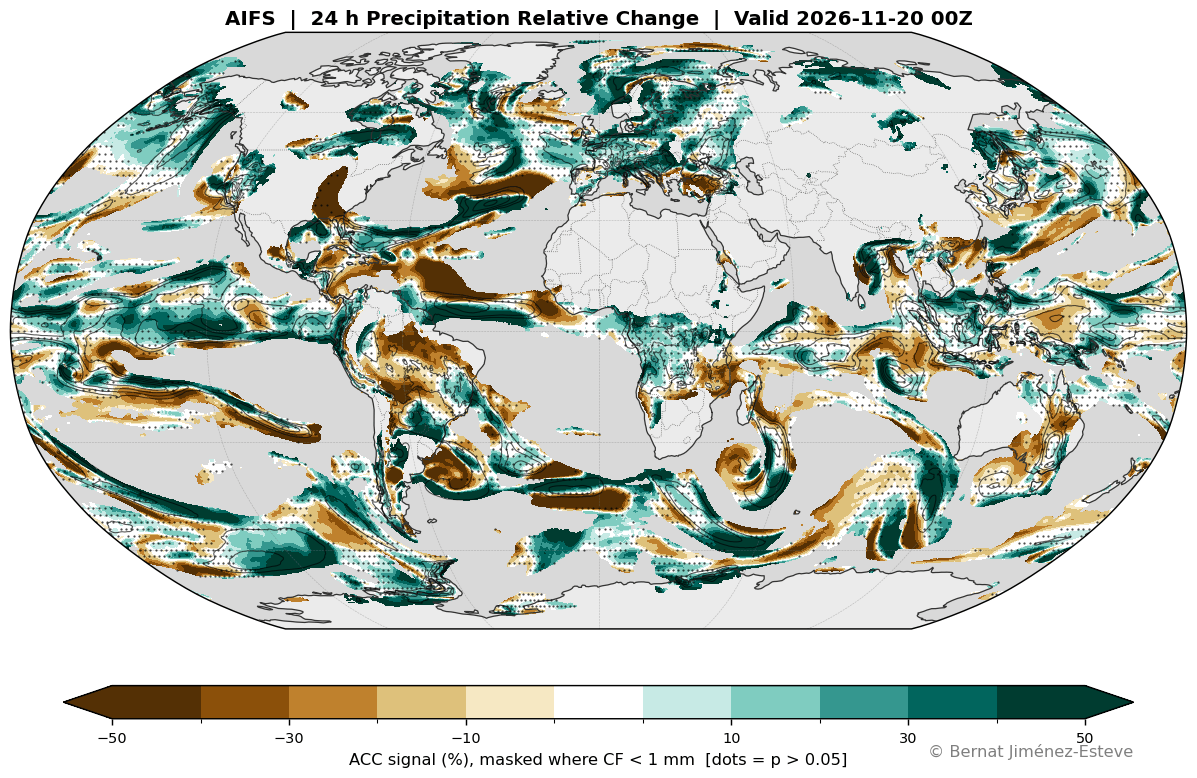 AIFS  |  24 h Precipitation Relative Change  |  Valid 2026-11-20 00Z
−50 −30 −10 10 30 50
ACC signal (%), masked where CF < 1 mm  [dots = p > 0.05]
© Bernat Jiménez-Esteve